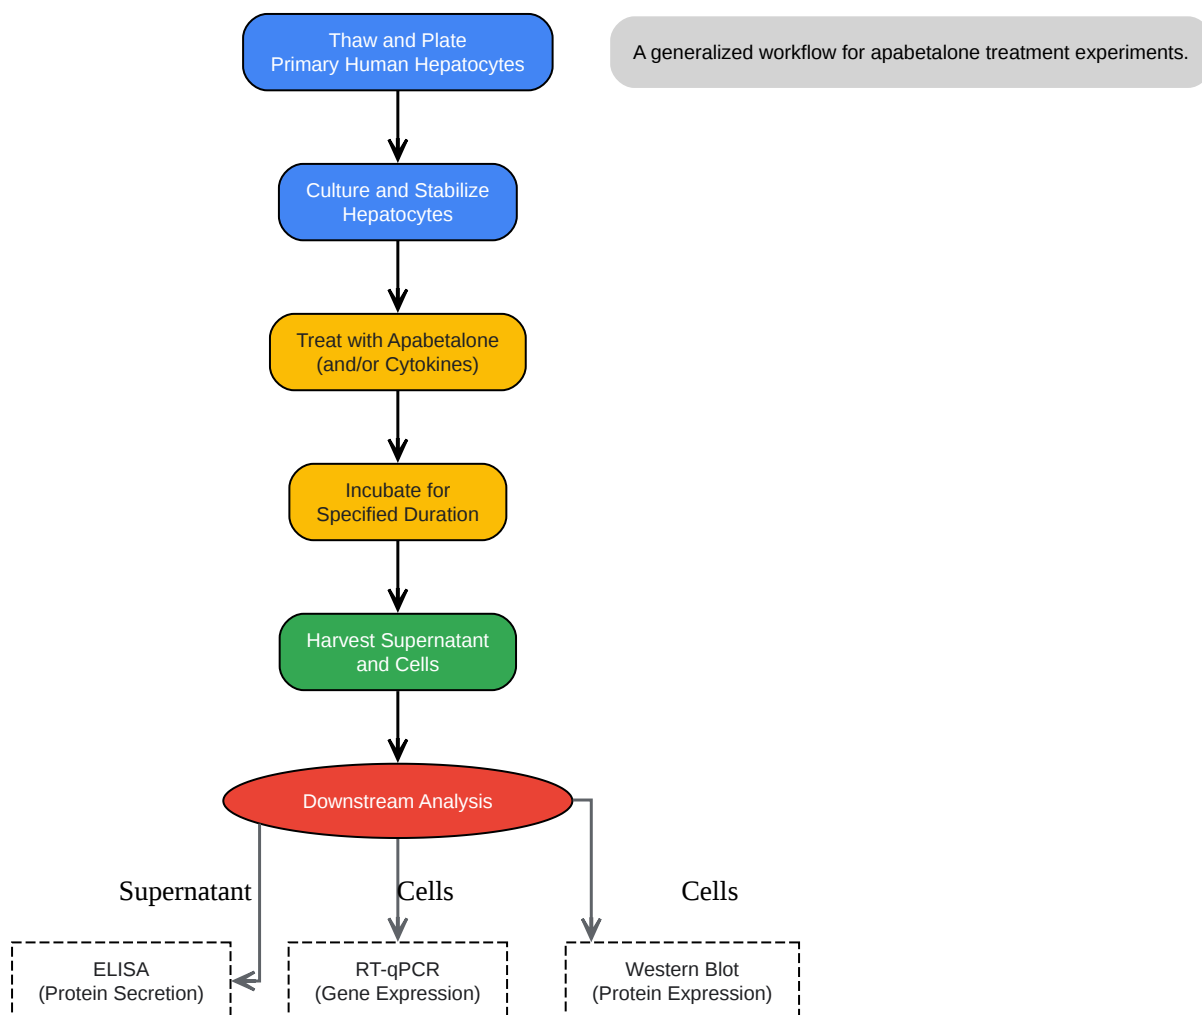 Thaw and Plate
Primary Human Hepatocytes
A generalized workflow for apabetalone treatment experiments.
Culture and Stabilize
Hepatocytes
Treat with Apabetalone
(and/or Cytokines)
Incubate for
Specified Duration
Harvest Supernatant
and Cells
Downstream Analysis
Supernatant
Cells
Cells
ELISA
(Protein Secretion)
RT-qPCR
(Gene Expression)
Western Blot
(Protein Expression)